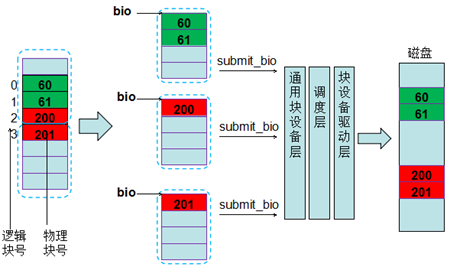 bio
60
61
submit_bio
0
60
1
61
2
200
3
201
逻辑
块号
物理
块号
bio
200
submit_bio
bio
201
submit_bio
通用块设备层
调度层
块设备驱动层
磁盘
60
61
200
201